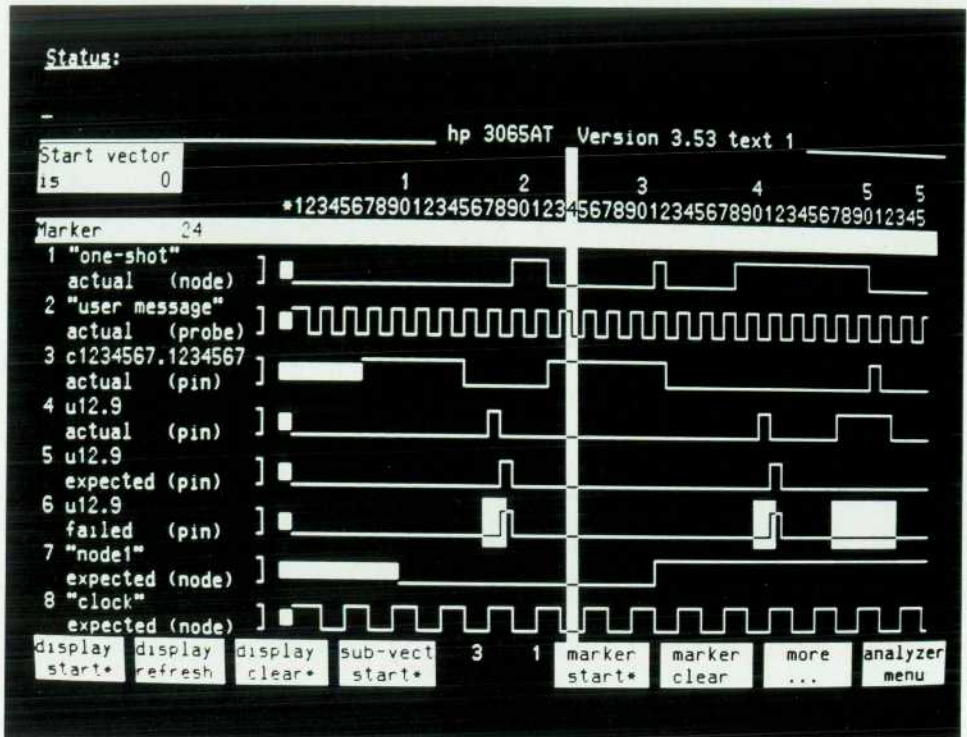 Status:
hp 3065AT Version 3.53 text 1
Start vector
is 0
1 2 3 4 5 5
*1234567890123456789012345678901234567890123456789012345
Marker 24
1 "one-shot"
actual (node)
2 "user message"
actual (probe)
3 c1234567.1234567
actual (pin)
4 u12.9
actual (pin)
5 u12.9
expected (pin)
6 u12.9
failed (pin)
7 "node1"
expected (node)
8 "clock"
expected (node)
display start* display refresh display clear* sub-vect start* 3 1 marker start* marker clear more ... analyzer menu